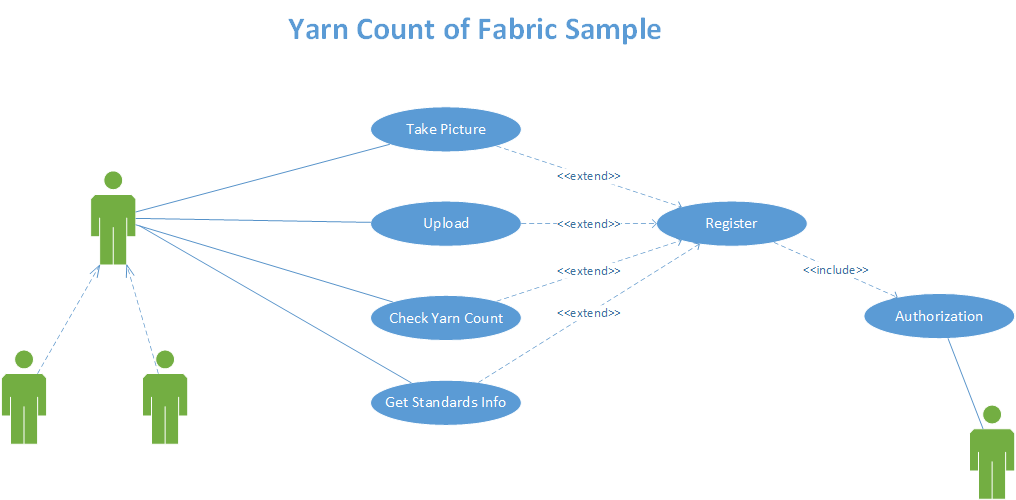 Yarn Count of Fabric Sample
Take Picture
<<extend>>
Upload
<<extend>>
Register
<<extend>>
<<include>>
Check Yarn Count
<<extend>>
Authorization
Get Standards Info